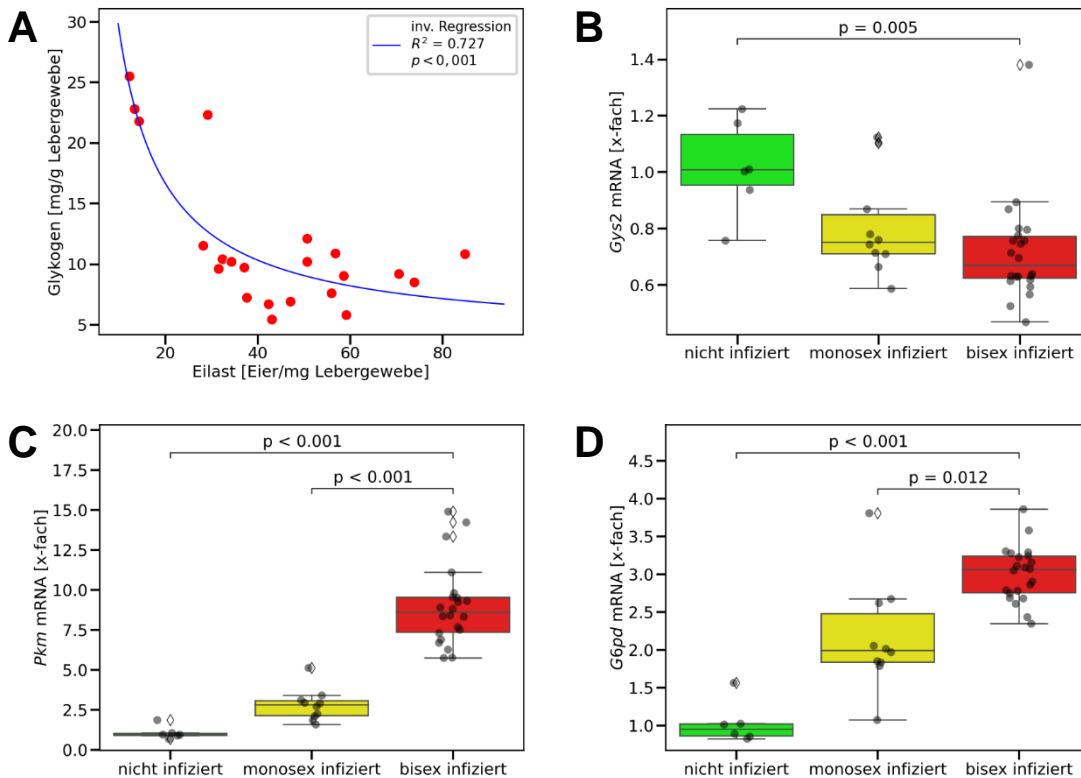 A
Glykogen [mg/g Lebergewebe]
30
25
20
15
10
5
inv. Regression
R² = 0.727
p < 0,001
20 40 60 80
Eilast [Eier/mg Lebergewebe]
B
Gys2 mRNA [x-fach]
1.4
1.2
1.0
0.8
0.6
p = 0.005
nicht infiziert monosex infiziert bisex infiziert
C
Pkm mRNA [x-fach]
20.0
17.5
15.0
12.5
10.0
7.5
5.0
2.5
0.0
p < 0.001
p < 0.001
nicht infiziert monosex infiziert bisex infiziert
D
G6pd mRNA [x-fach]
4.5
4.0
3.5
3.0
2.5
2.0
1.5
1.0
p < 0.001
p = 0.012
nicht infiziert monosex infiziert bisex infiziert